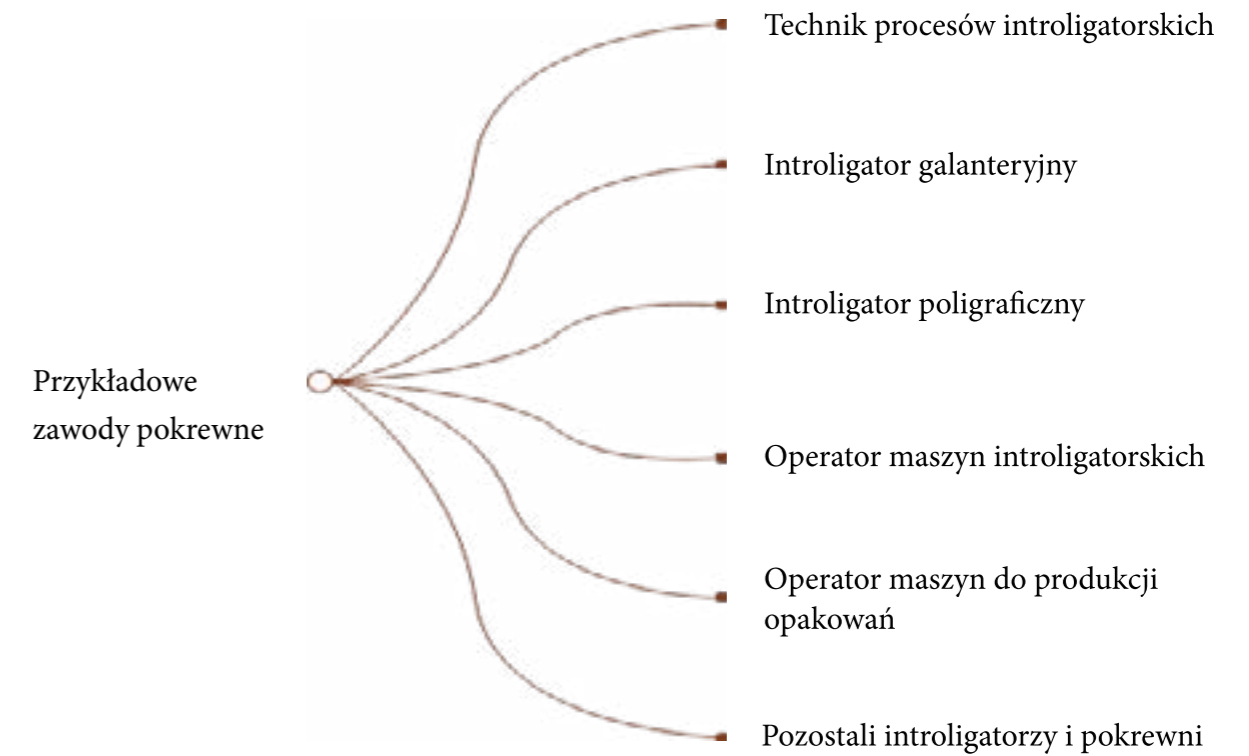 Przykładowe
zawody pokrewne
Technik procesów introligatorskich
Introligator galanteryjny
Introligator poligraficzny
Operator maszyn introligatorskich
Operator maszyn do produkcji
opakowań
Pozostali introligatorzy i pokrewni